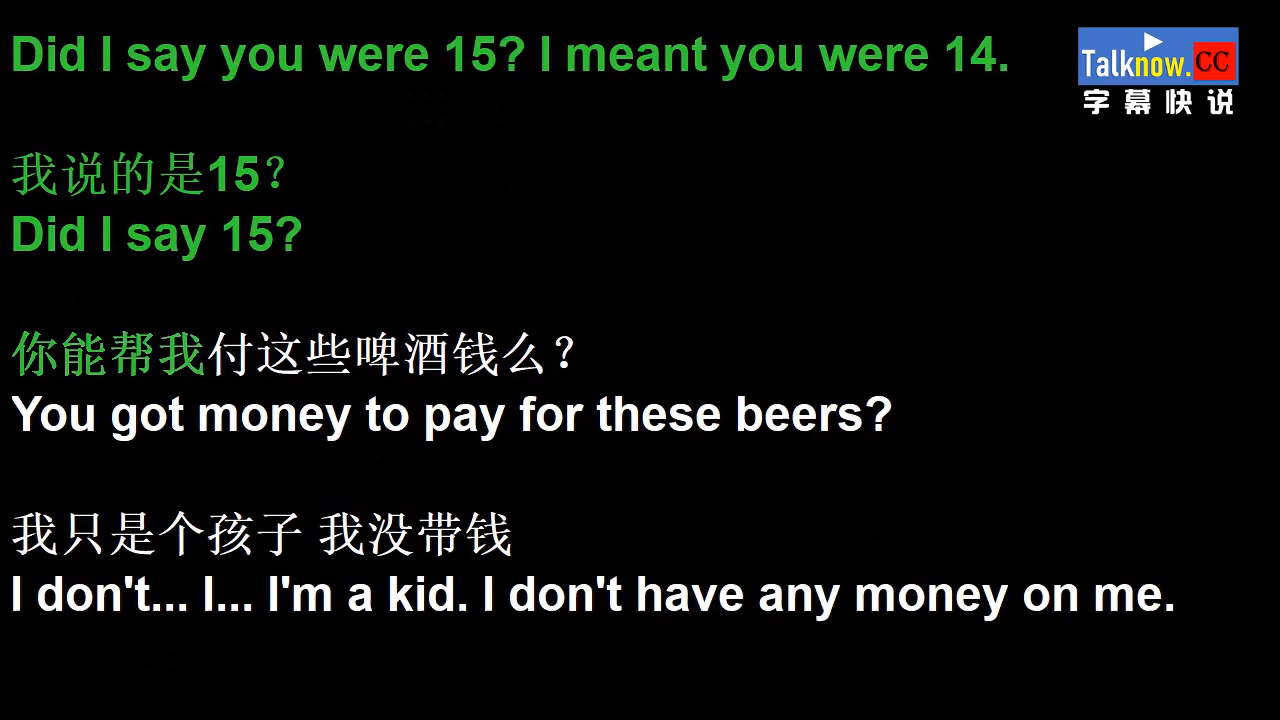 Did I say you were 15? I meant you were 14.
Talknow.CC
字幕快说
我说的是15？
Did I say 15?
你能帮我付这些啤酒钱么？
You got money to pay for these beers?
我只是个孩子 我没带钱
I don't... I... I'm a kid. I don't have any money on me.